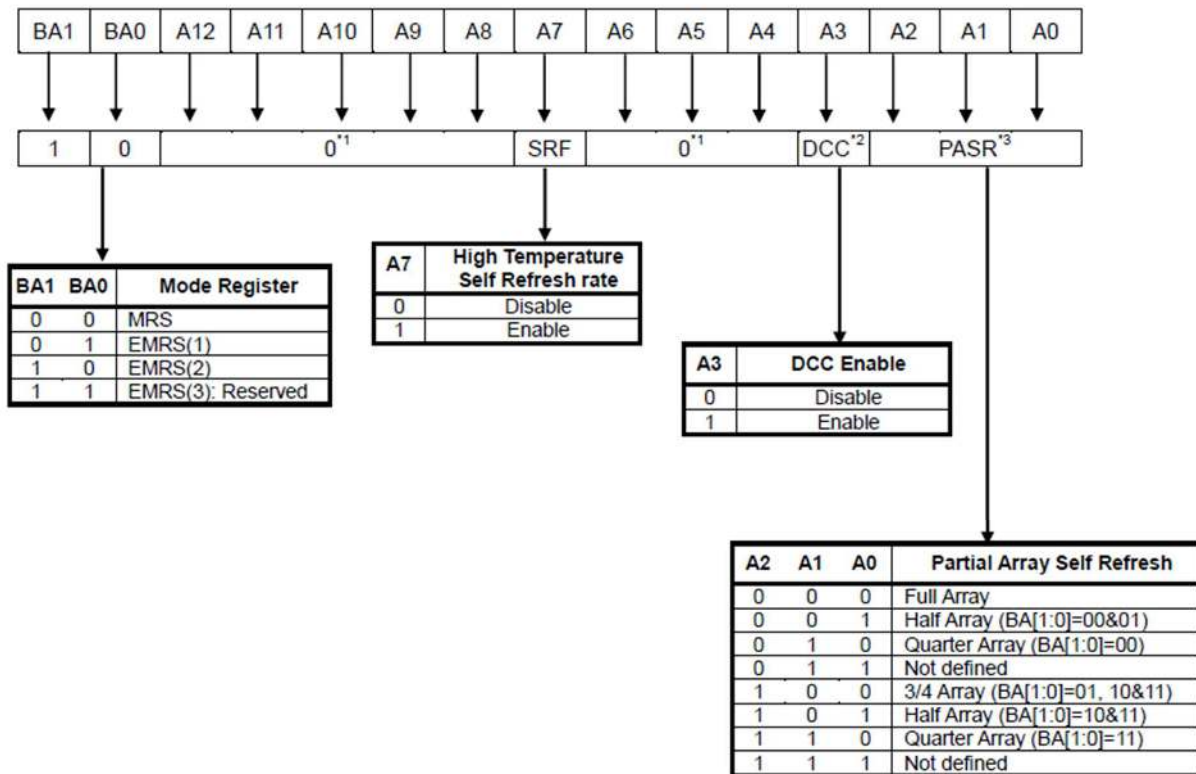 BA1 BA0 A12 A11 A10 A9 A8 A7 A6 A5 A4 A3 A2 A1 A0
1 0 0*1 SRF 0*1 DCC*2 PASR*3
BA1 BA0 Mode Register
0 0 MRS
0 1 EMRS(1)
1 0 EMRS(2)
1 1 EMRS(3): Reserved
A7 High Temperature
Self Refresh rate
0 Disable
1 Enable
A3 DCC Enable
0 Disable
1 Enable
A2 A1 A0 Partial Array Self Refresh
0 0 0 Full Array
0 0 1 Half Array (BA[1:0]=00&01)
0 1 0 Quarter Array (BA[1:0]=00)
0 1 1 Not defined
1 0 0 3/4 Array (BA[1:0]=01, 10&11)
1 0 1 Half Array (BA[1:0]=10&11)
1 1 0 Quarter Array (BA[1:0]=11)
1 1 1 Not defined